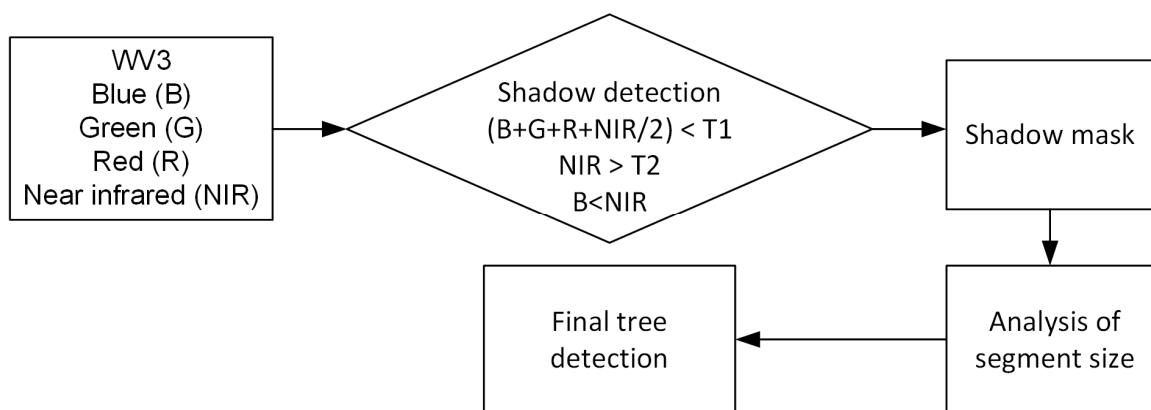 WV3
Blue (B)
Green (G)
Red (R)
Near infrared (NIR)
Shadow detection
(B+G+R+NIR/2) < T1
NIR > T2
B<NIR
Shadow mask
Analysis of
segment size
Final tree
detection